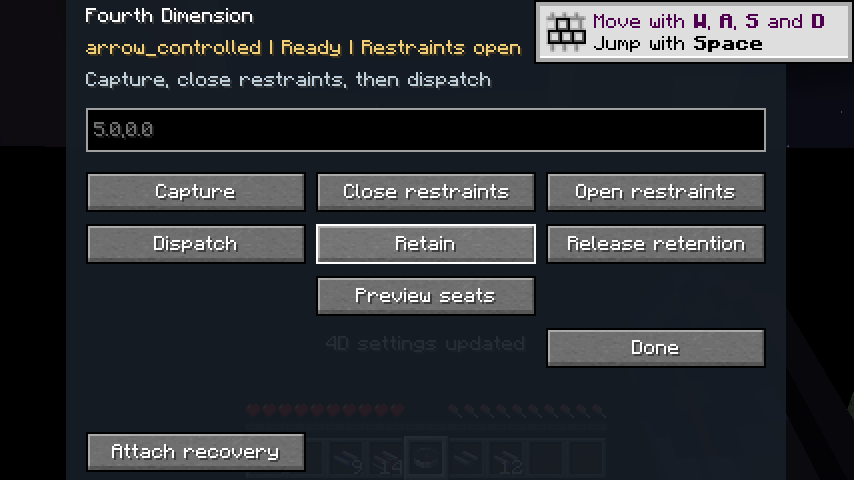 Fourth Dimension
Move with W, A, S and D
Jump with Space
arrow_controlled | Ready | Restraints open
Capture, close restraints, then dispatch
5.0,0.0
Capture
Close restraints
Open restraints
Dispatch
Retain
Release retention
Preview seats
4D settings updated
Done
Attach recovery
9
14
12